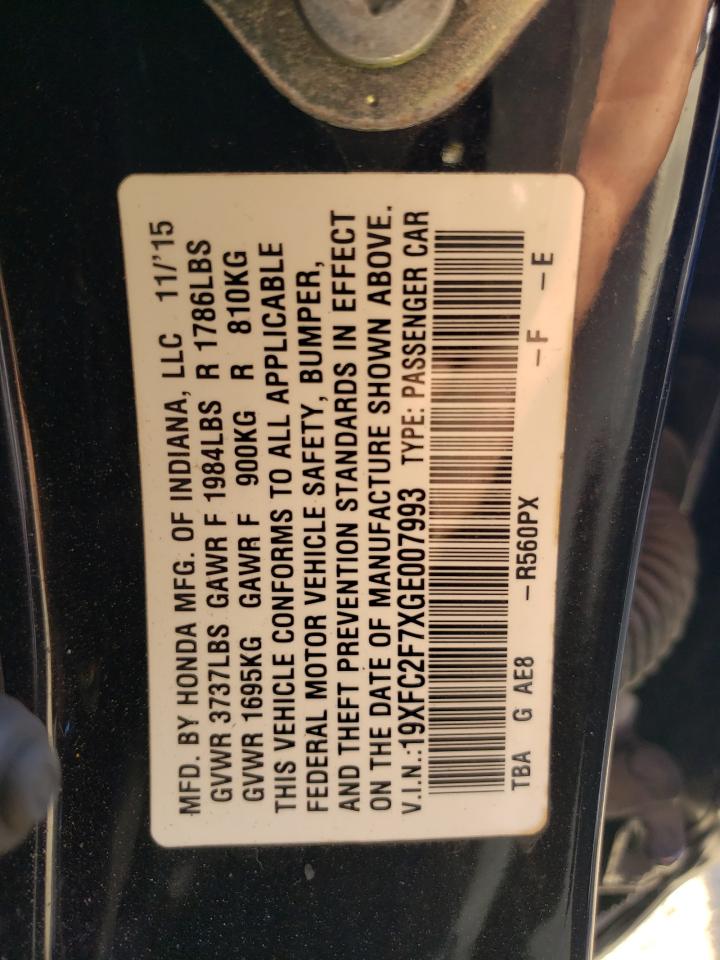 MFD. BY HONDA MFG. OF INDIANA, LLC 11/'15
GVWR 3737LBS GAWR F 1984LBS R 1786LBS
GVWR 1695KG GAWR F 900KG R 810KG
THIS VEHICLE CONFORMS TO ALL APPLICABLE
FEDERAL MOTOR VEHICLE SAFETY, BUMPER,
AND THEFT PREVENTION STANDARDS IN EFFECT
ON THE DATE OF MANUFACTURE SHOWN ABOVE.
V.I.N.:19XFC2F7XGE007993 TYPE: PASSENGER CAR
TBA G AE8 -R560PX -F -E